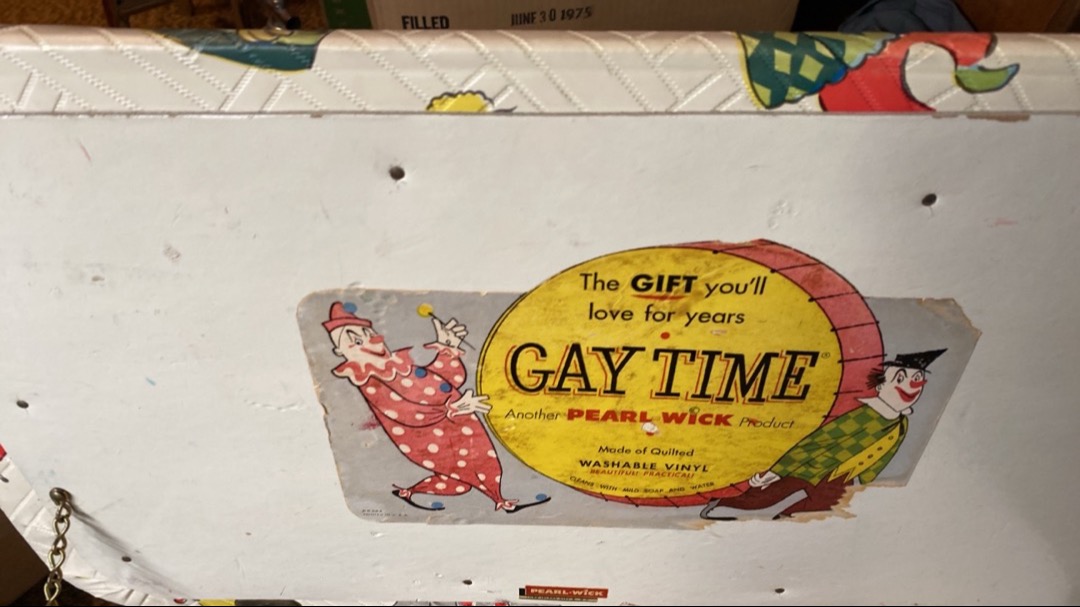 FILLED JUNE 30 1975
The GIFT you'll
love for years
GAY TIME®
Another PEARL WICK Product
Made of Quilted
WASHABLE VINYL
BEAUTIFUL! PRACTICAL!
CLEANS WITH MILD SOAP AND WATER
PEARL-WICK